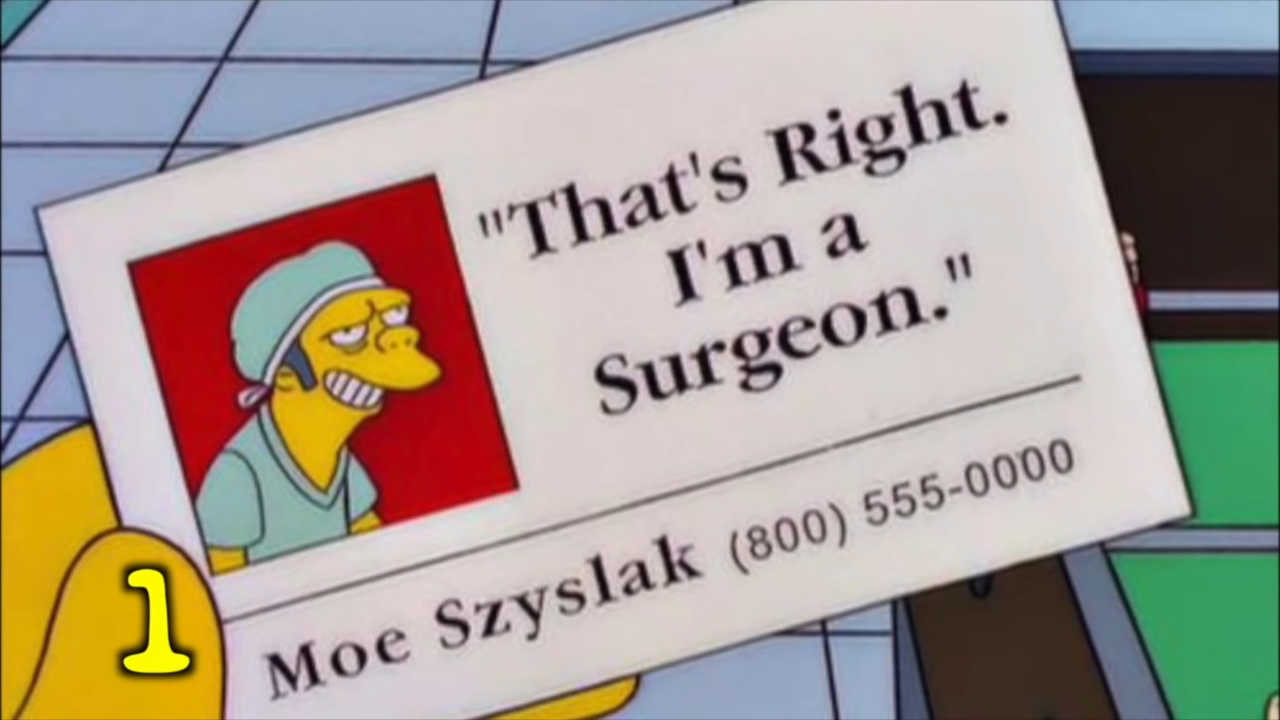 "That's Right.
I'm a
Surgeon."
Moe Szyslak (800) 555-0000
1